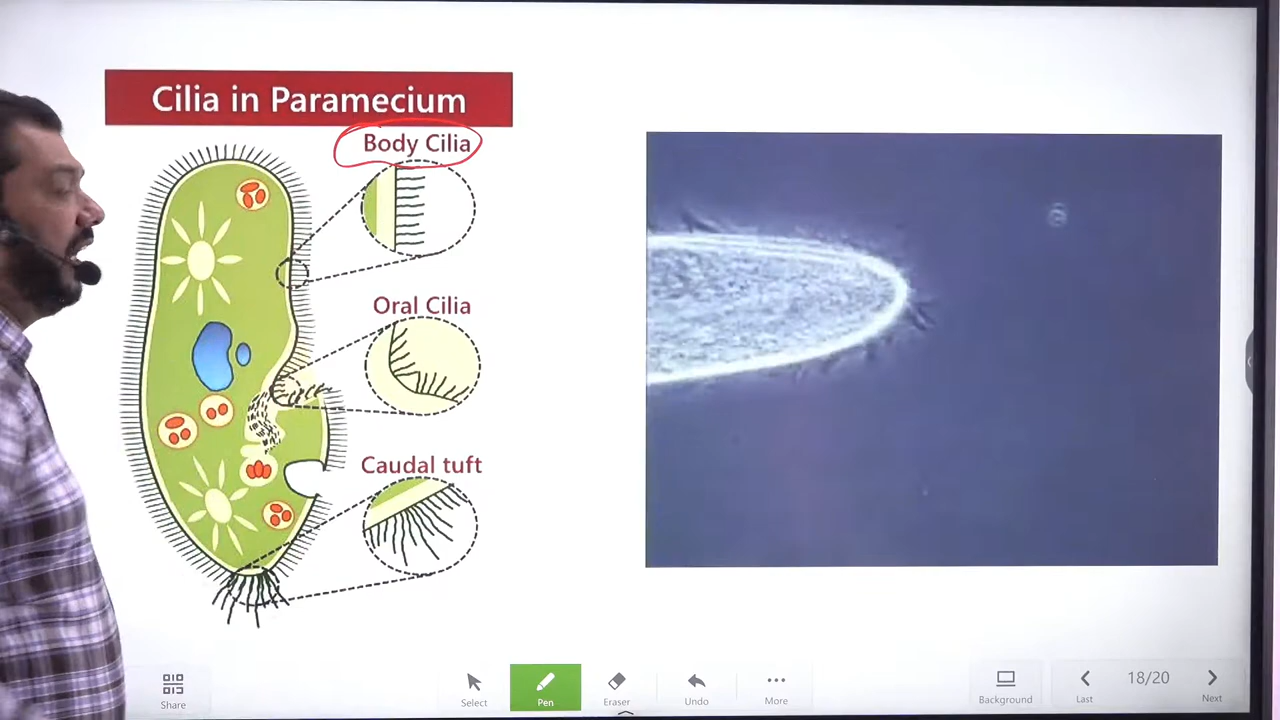 Cilia in Paramecium
Body Cilia
Oral Cilia
Caudal tuft
Share
Select
Pen
Eraser
Undo
More
Background
Last
18/20
Next